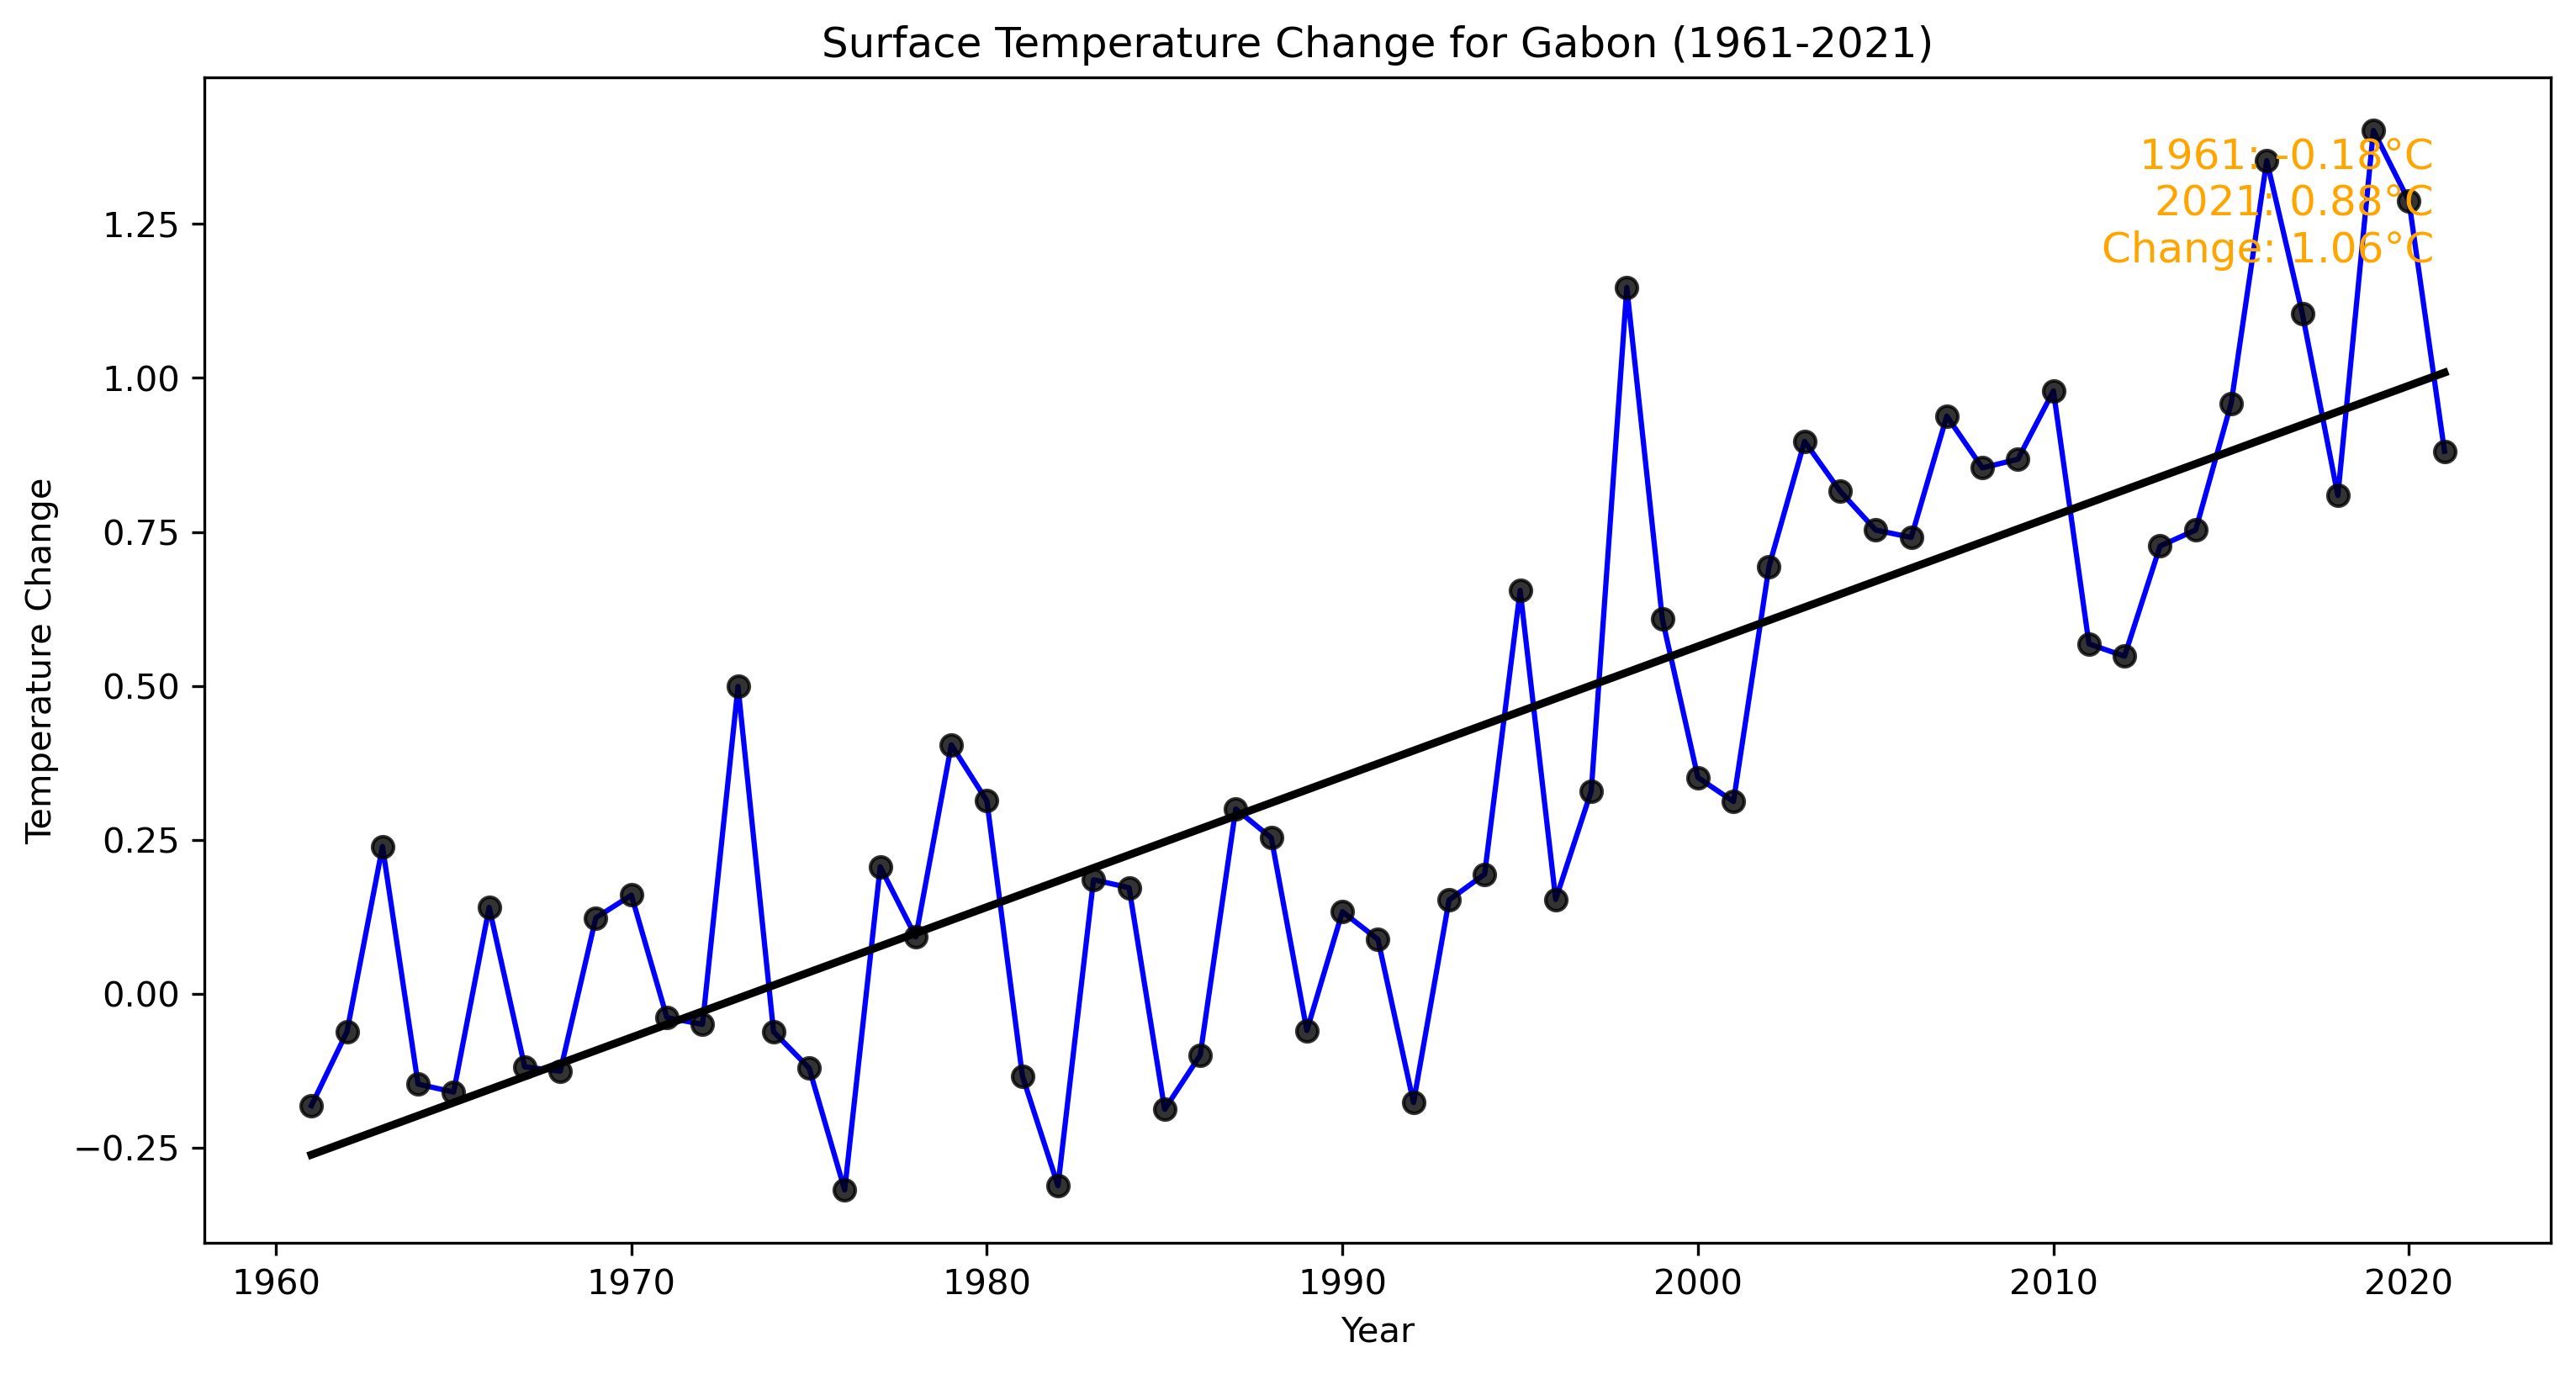 Surface Temperature Change for Gabon (1961-2021)
1961: -0.18°C
2021: 0.88°C
Change: 1.06°C
Temperature Change
1.25
1.00
0.75
0.50
0.25
0.00
−0.25
1960 1970 1980 1990 2000 2010 2020
Year